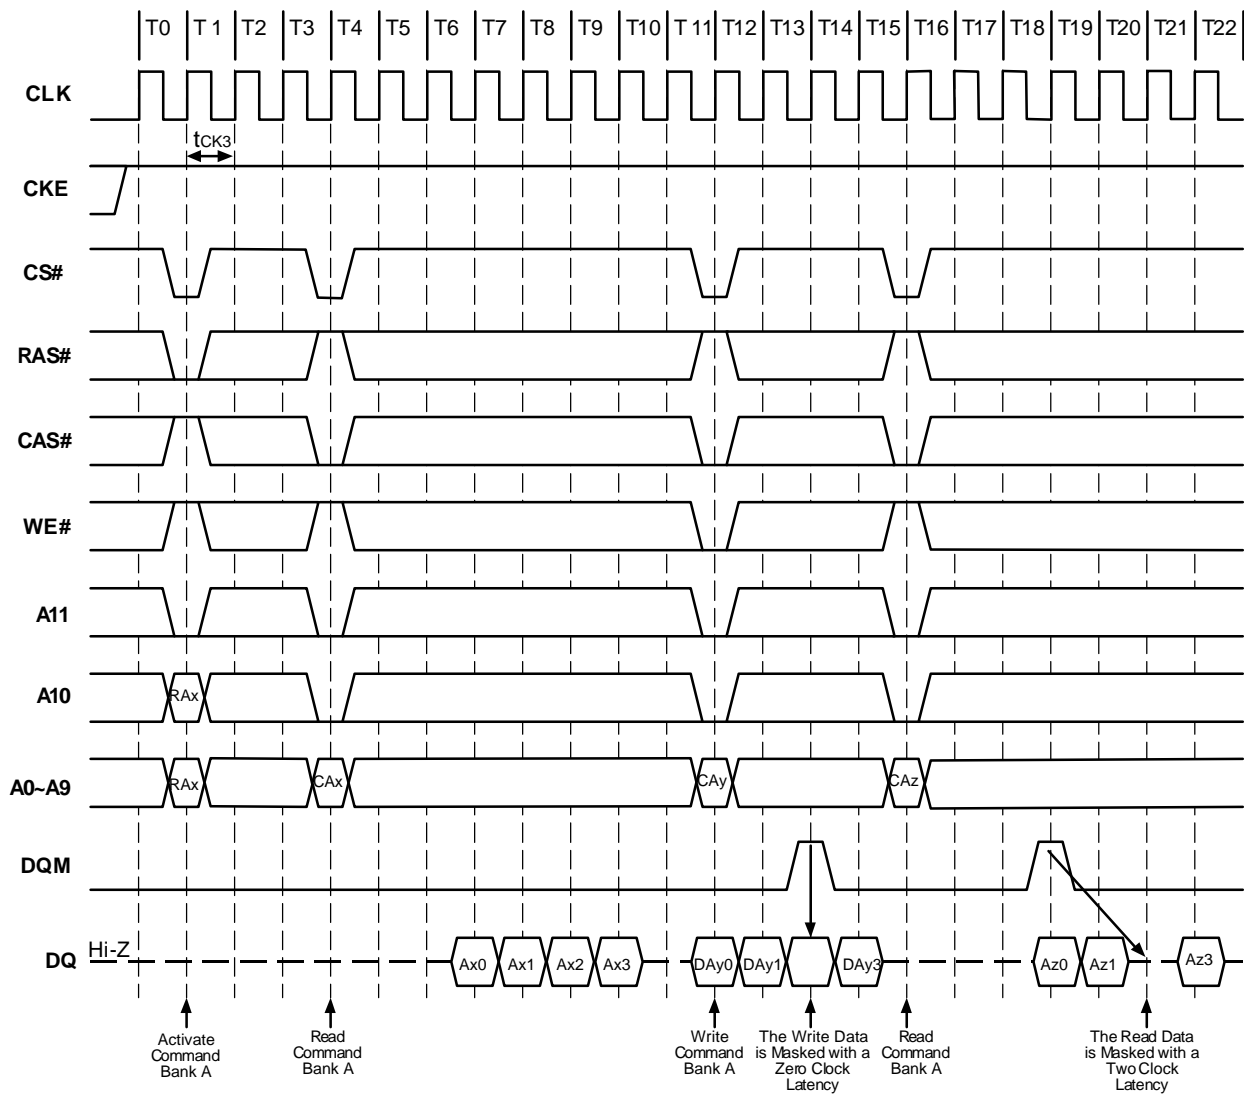 T0 T 1 T2 T3 T4 T5 T6 T7 T8 T9 T10 T 11 T12 T13 T14 T15 T16 T17 T18 T19 T20 T21 T22
CLK
tCK3
CKE
CS#
RAS#
CAS#
WE#
A11
A10 RAx
A0~A9 RAx CAx CAy CAz
DQM
Hi-Z
DQ Ax0 Ax1 Ax2 Ax3 DAy0 DAy1 DAy3 Az0 Az1 Az3
Activate
Command
Bank A
Read
Command
Bank A
Write
Command
Bank A
The Write Data
is Masked with a
Zero Clock
Latency
Read
Command
Bank A
The Read Data
is Masked with a
Two Clock
Latency